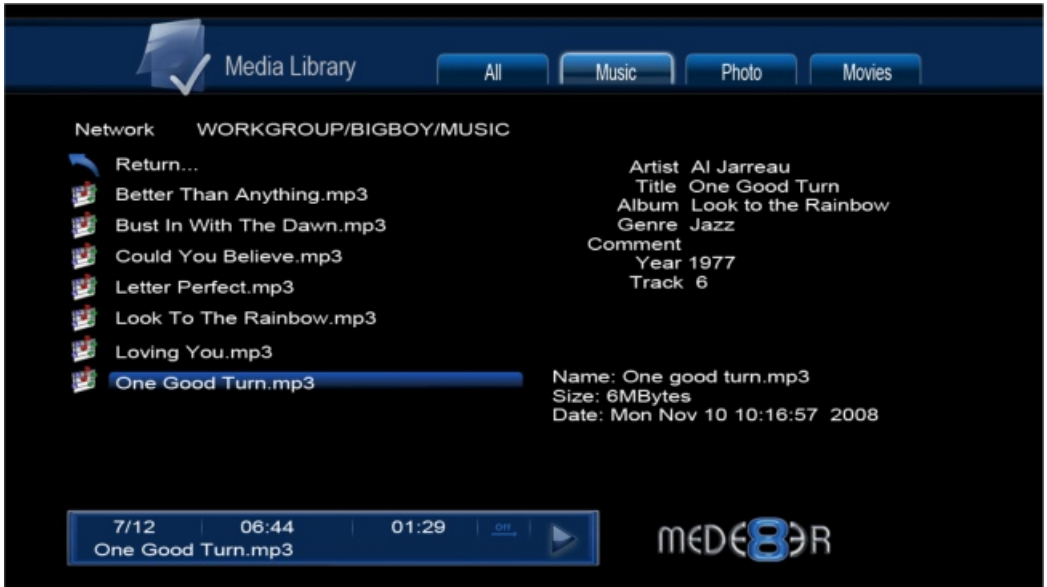 Media Library
All
Music
Photo
Movies
Network WORKGROUP/BIGBOY/MUSIC
Return...
Better Than Anything.mp3
Bust In With The Dawn.mp3
Could You Believe.mp3
Letter Perfect.mp3
Look To The Rainbow.mp3
Loving You.mp3
One Good Turn.mp3
Artist Al Jarreau
Title One Good Turn
Album Look to the Rainbow
Genre Jazz
Comment
Year 1977
Track 6
Name: One good turn.mp3
Size: 6MBytes
Date: Mon Nov 10 10:16:57 2008
7/12 06:44 01:29 Off
One Good Turn.mp3
MEDE8ER